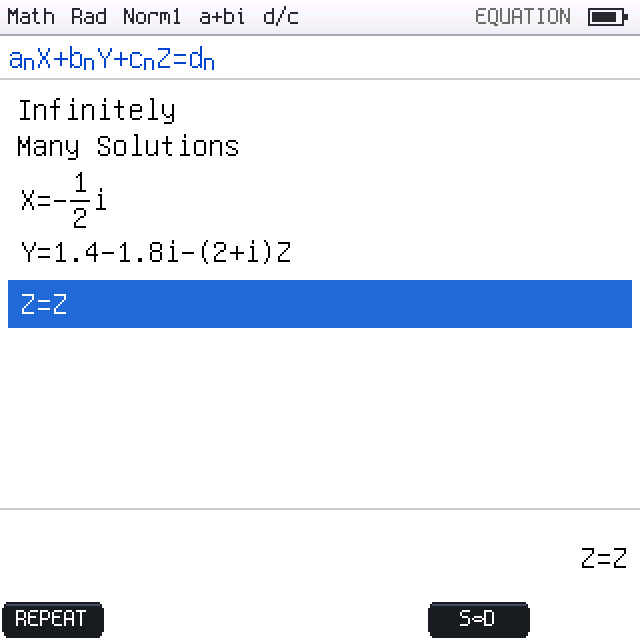 Math Rad Norm1 a+bi d/c EQUATION
aₙX+bₙY+cₙZ=dₙ
Infinitely
Many Solutions
X=-1/2 i
Y=1.4-1.8i-(2+i)Z
Z=Z
Z=Z
REPEAT S⇔D